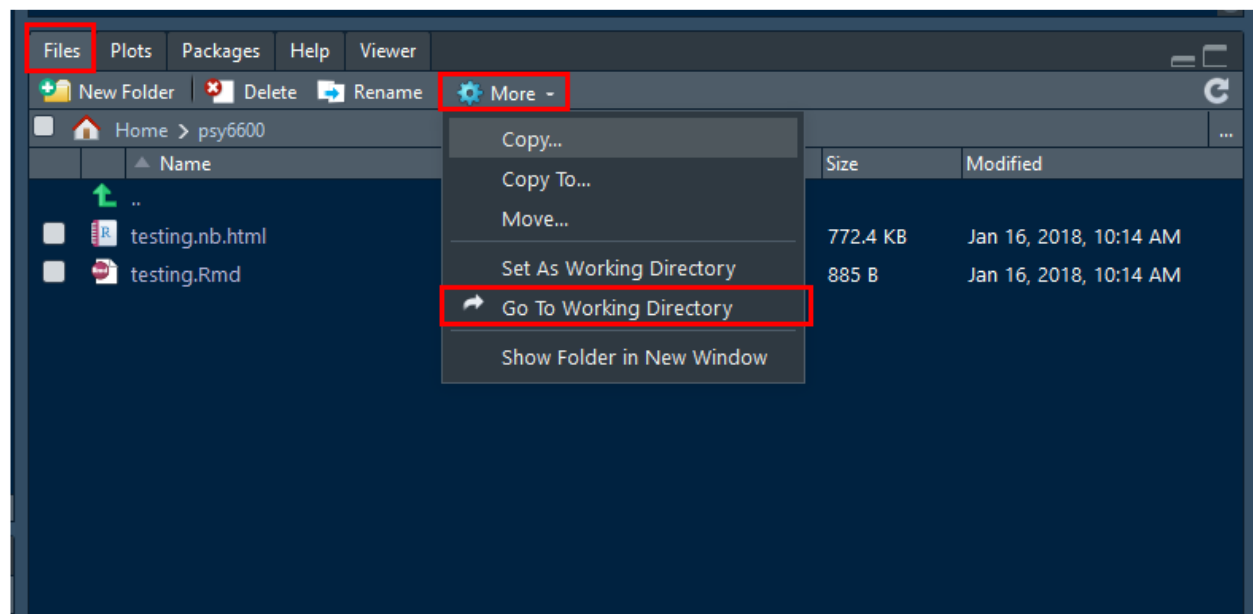 Files Plots Packages Help Viewer
New Folder Delete Rename More
Home > psy6600 ...
Name Size Modified
Copy...
Copy To...
Move...
Set As Working Directory
Go To Working Directory
Show Folder in New Window
..
testing.nb.html 772.4 KB Jan 16, 2018, 10:14 AM
testing.Rmd 885 B Jan 16, 2018, 10:14 AM